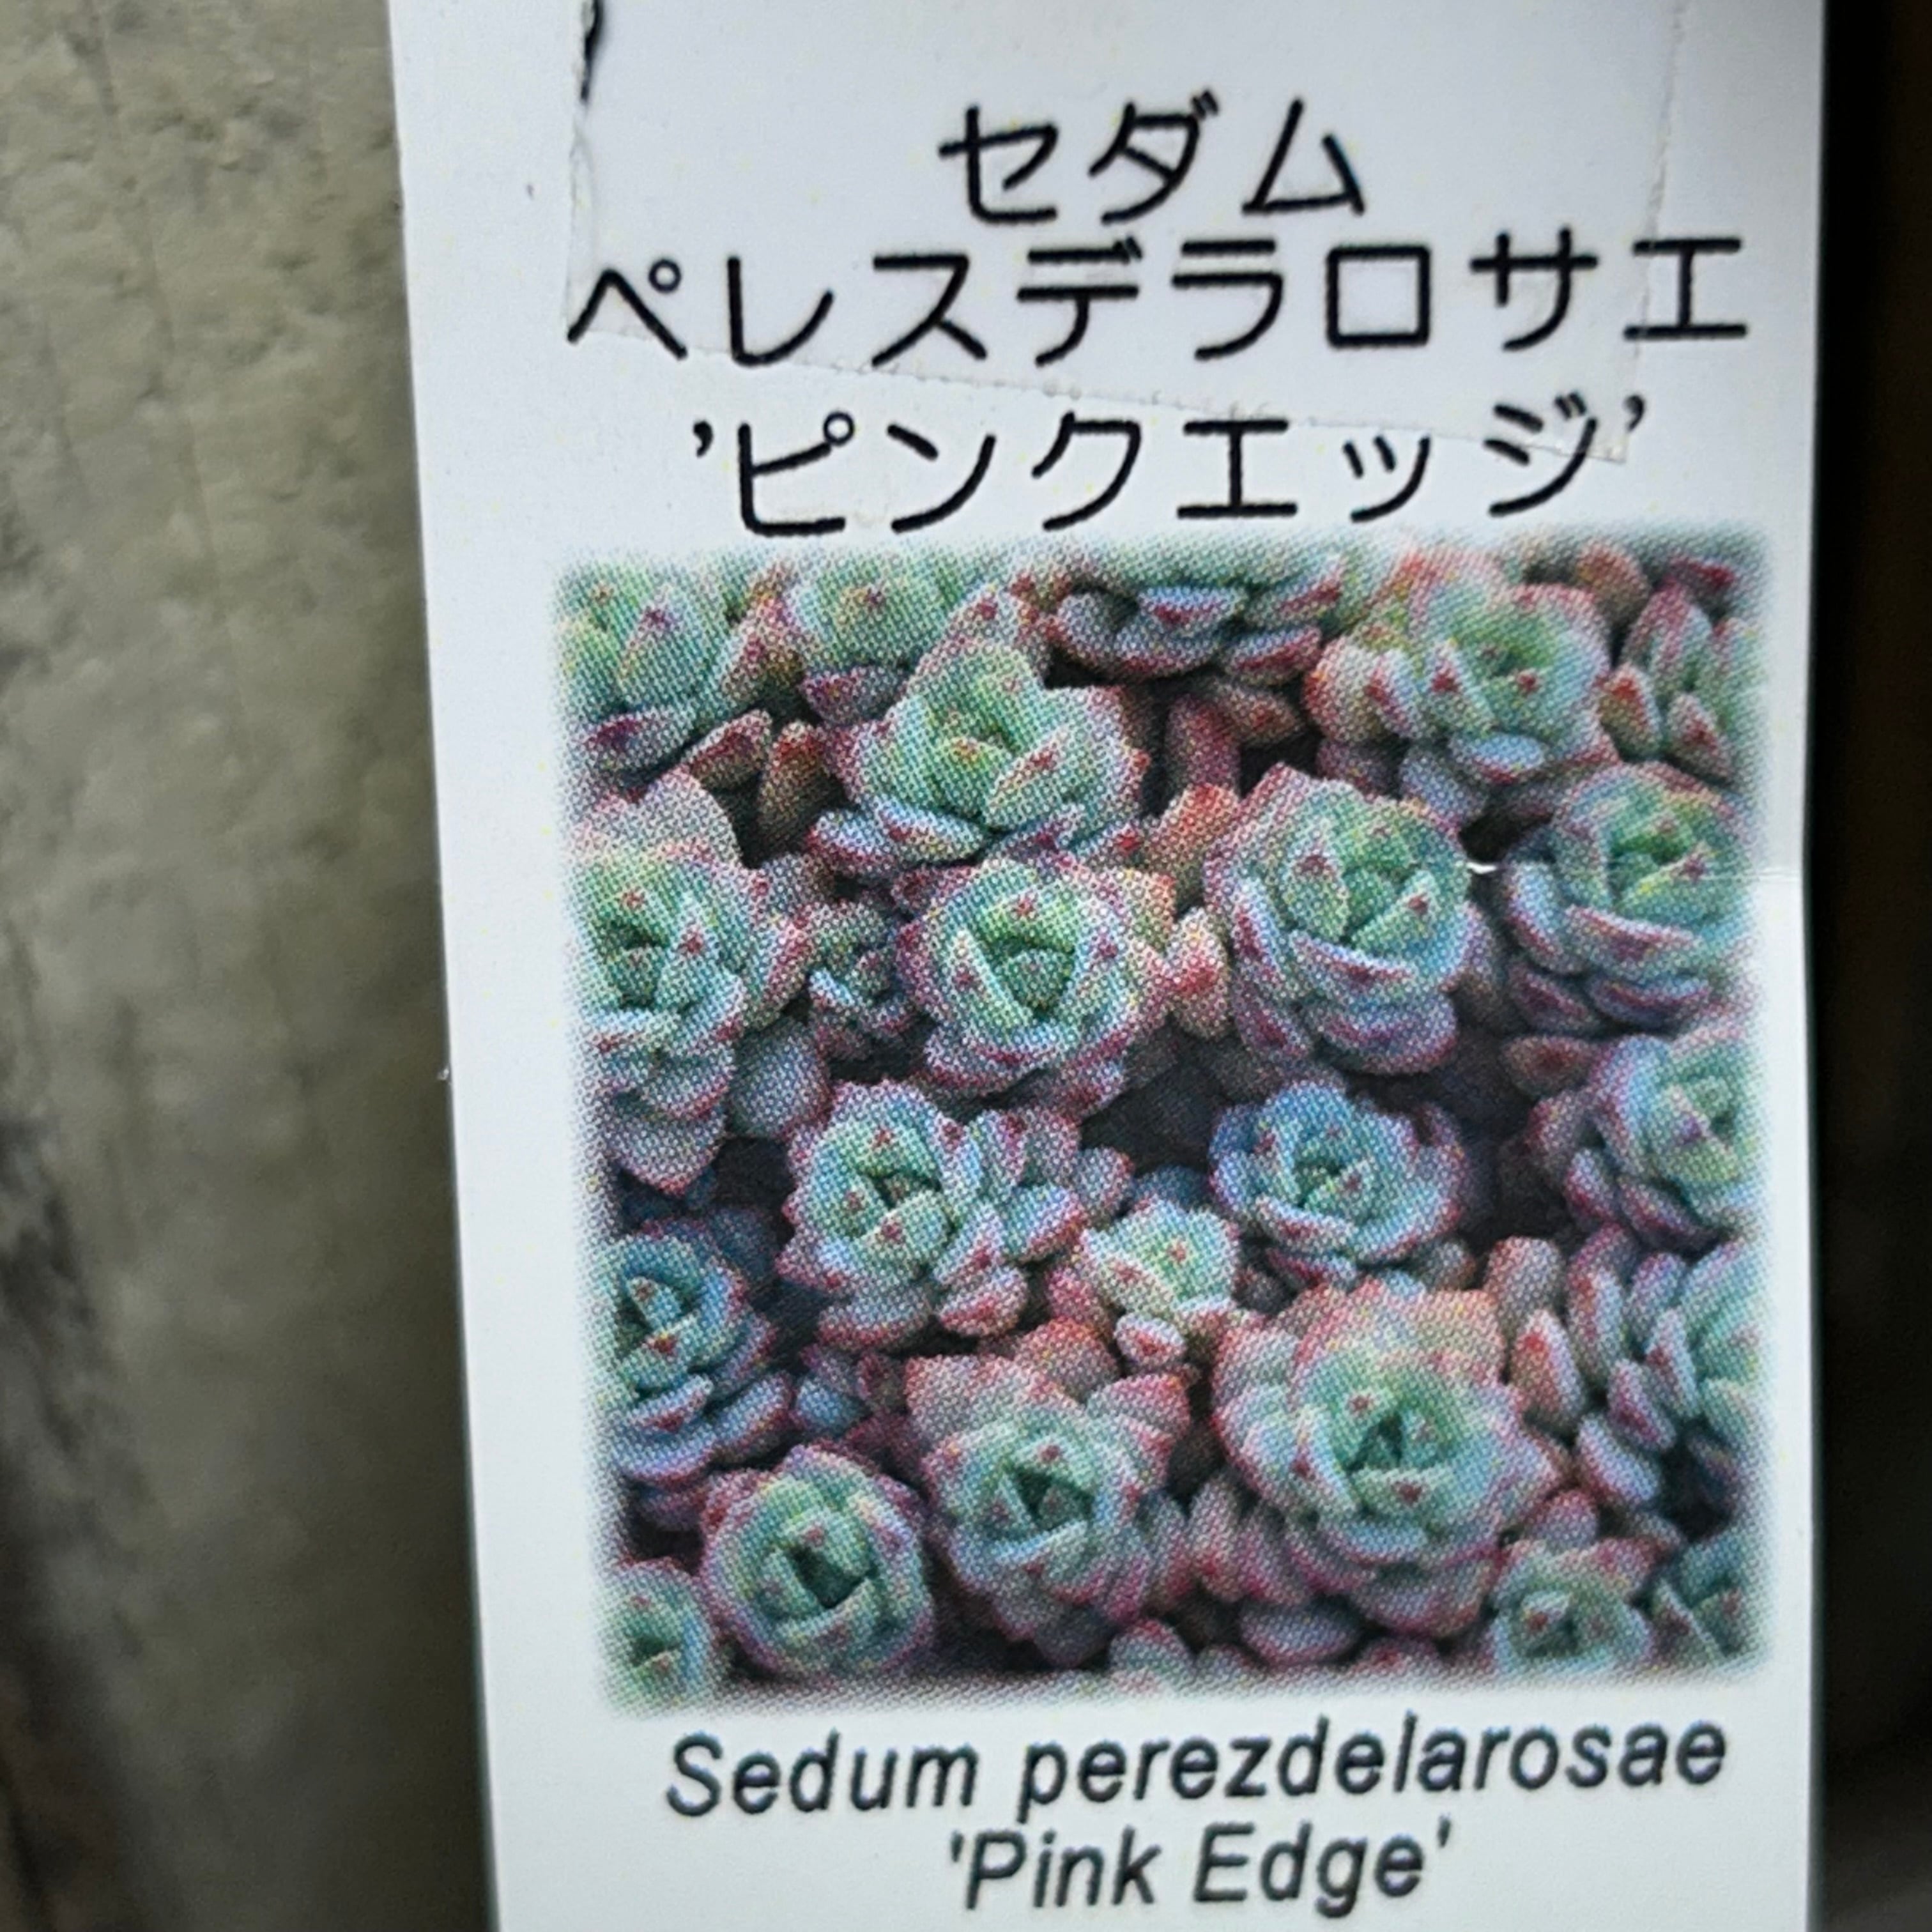 セダム
ペレスデラロサエ
’ピンクエッジ’
Sedum perezdelarosae
'Pink Edge'